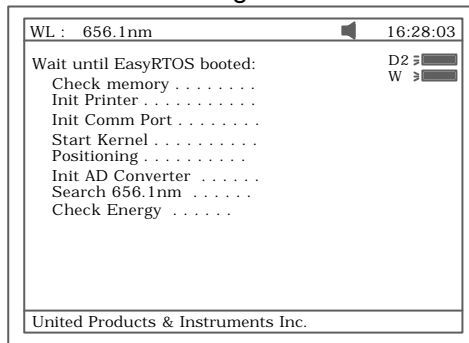 WL : 656.1nm 16:28:03
Wait until EasyRTOS booted: D2
Check memory . . . . . . . . W
Init Printer . . . . . . . . . . .
Init Comm Port . . . . . . . .
Start Kernel . . . . . . . . . .
Positioning . . . . . . . . . .
Init AD Converter . . . . . .
Search 656.1nm . . . . . .
Check Energy . . . . . .
United Products & Instruments Inc.